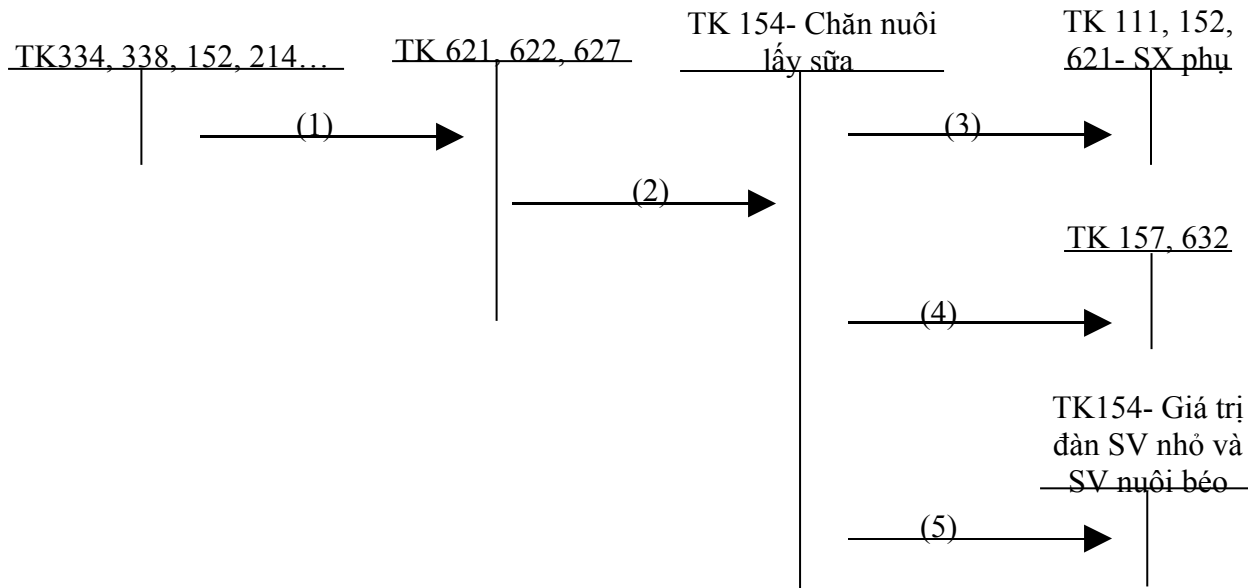 TK334, 338, 152, 214…
TK 621, 622, 627
TK 154- Chăn nuôi
lấy sữa
TK 111, 152,
621- SX phụ
(1)
(3)
(2)
TK 157, 632
(4)
TK154- Giá trị
đàn SV nhỏ và
SV nuôi béo
(5)